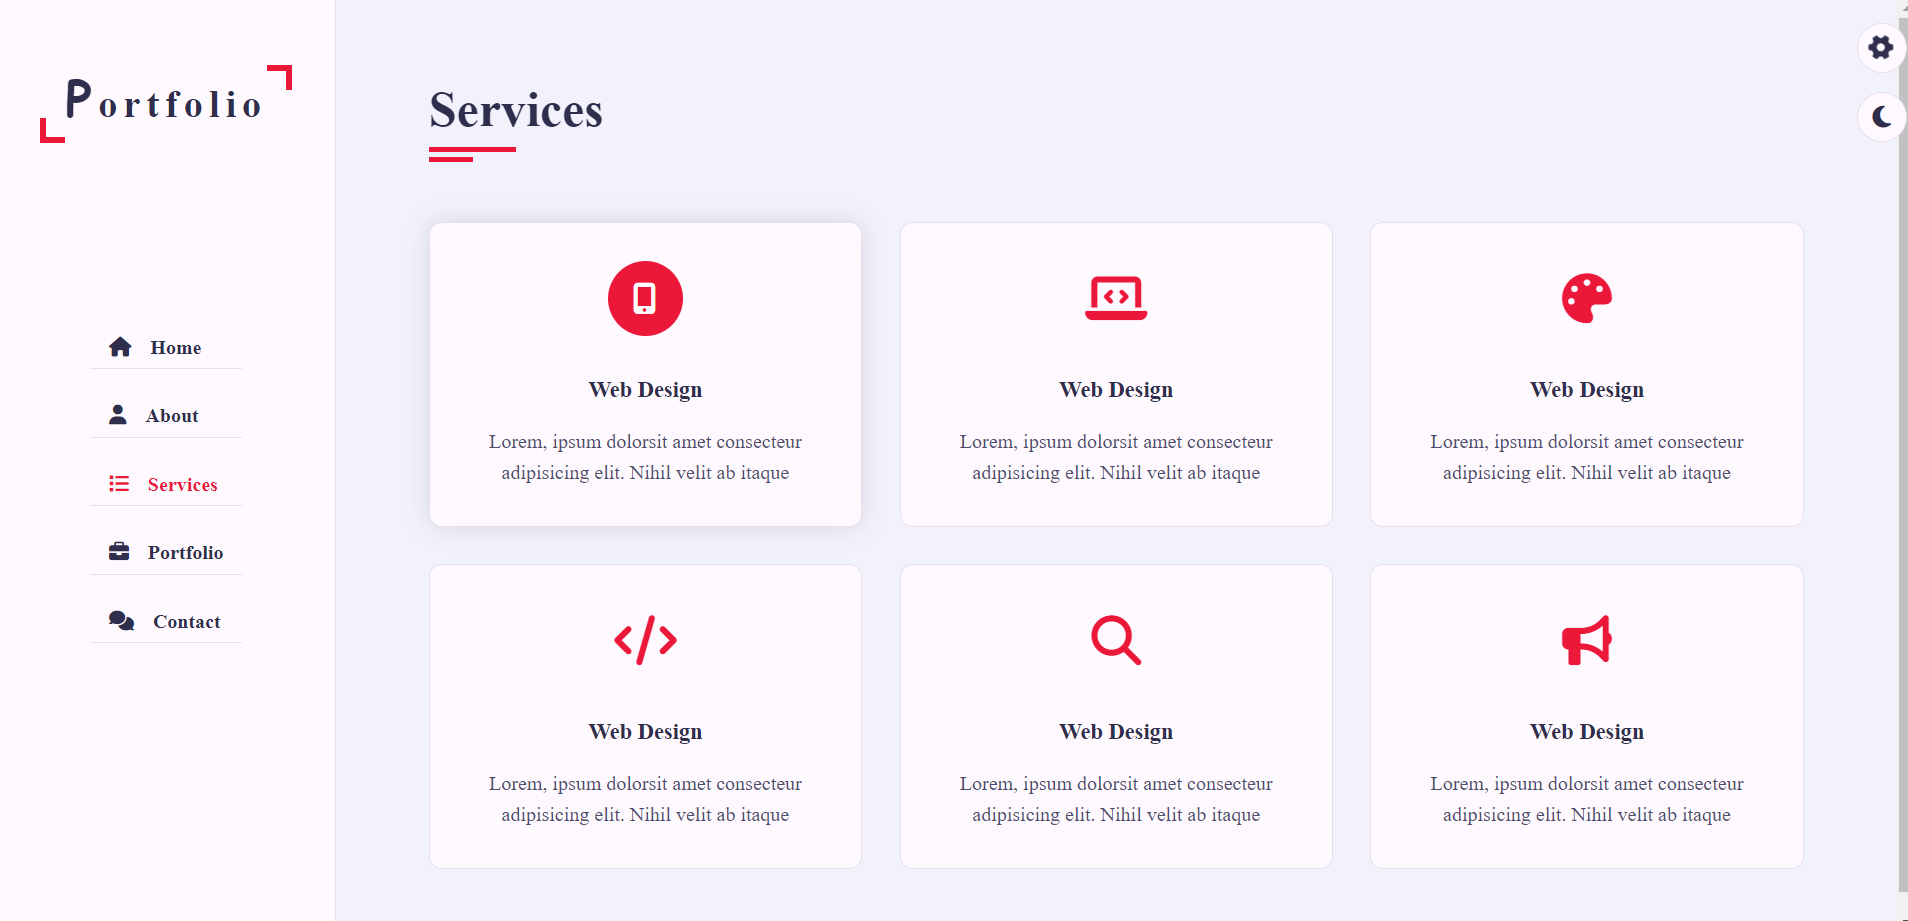 Portfolio
Home
About
Services
Portfolio
Contact
Services
Web Design
Lorem, ipsum dolorsit amet consecteur
adipisicing elit. Nihil velit ab itaque
Web Design
Lorem, ipsum dolorsit amet consecteur
adipisicing elit. Nihil velit ab itaque
Web Design
Lorem, ipsum dolorsit amet consecteur
adipisicing elit. Nihil velit ab itaque
Web Design
Lorem, ipsum dolorsit amet consecteur
adipisicing elit. Nihil velit ab itaque
Web Design
Lorem, ipsum dolorsit amet consecteur
adipisicing elit. Nihil velit ab itaque
Web Design
Lorem, ipsum dolorsit amet consecteur
adipisicing elit. Nihil velit ab itaque